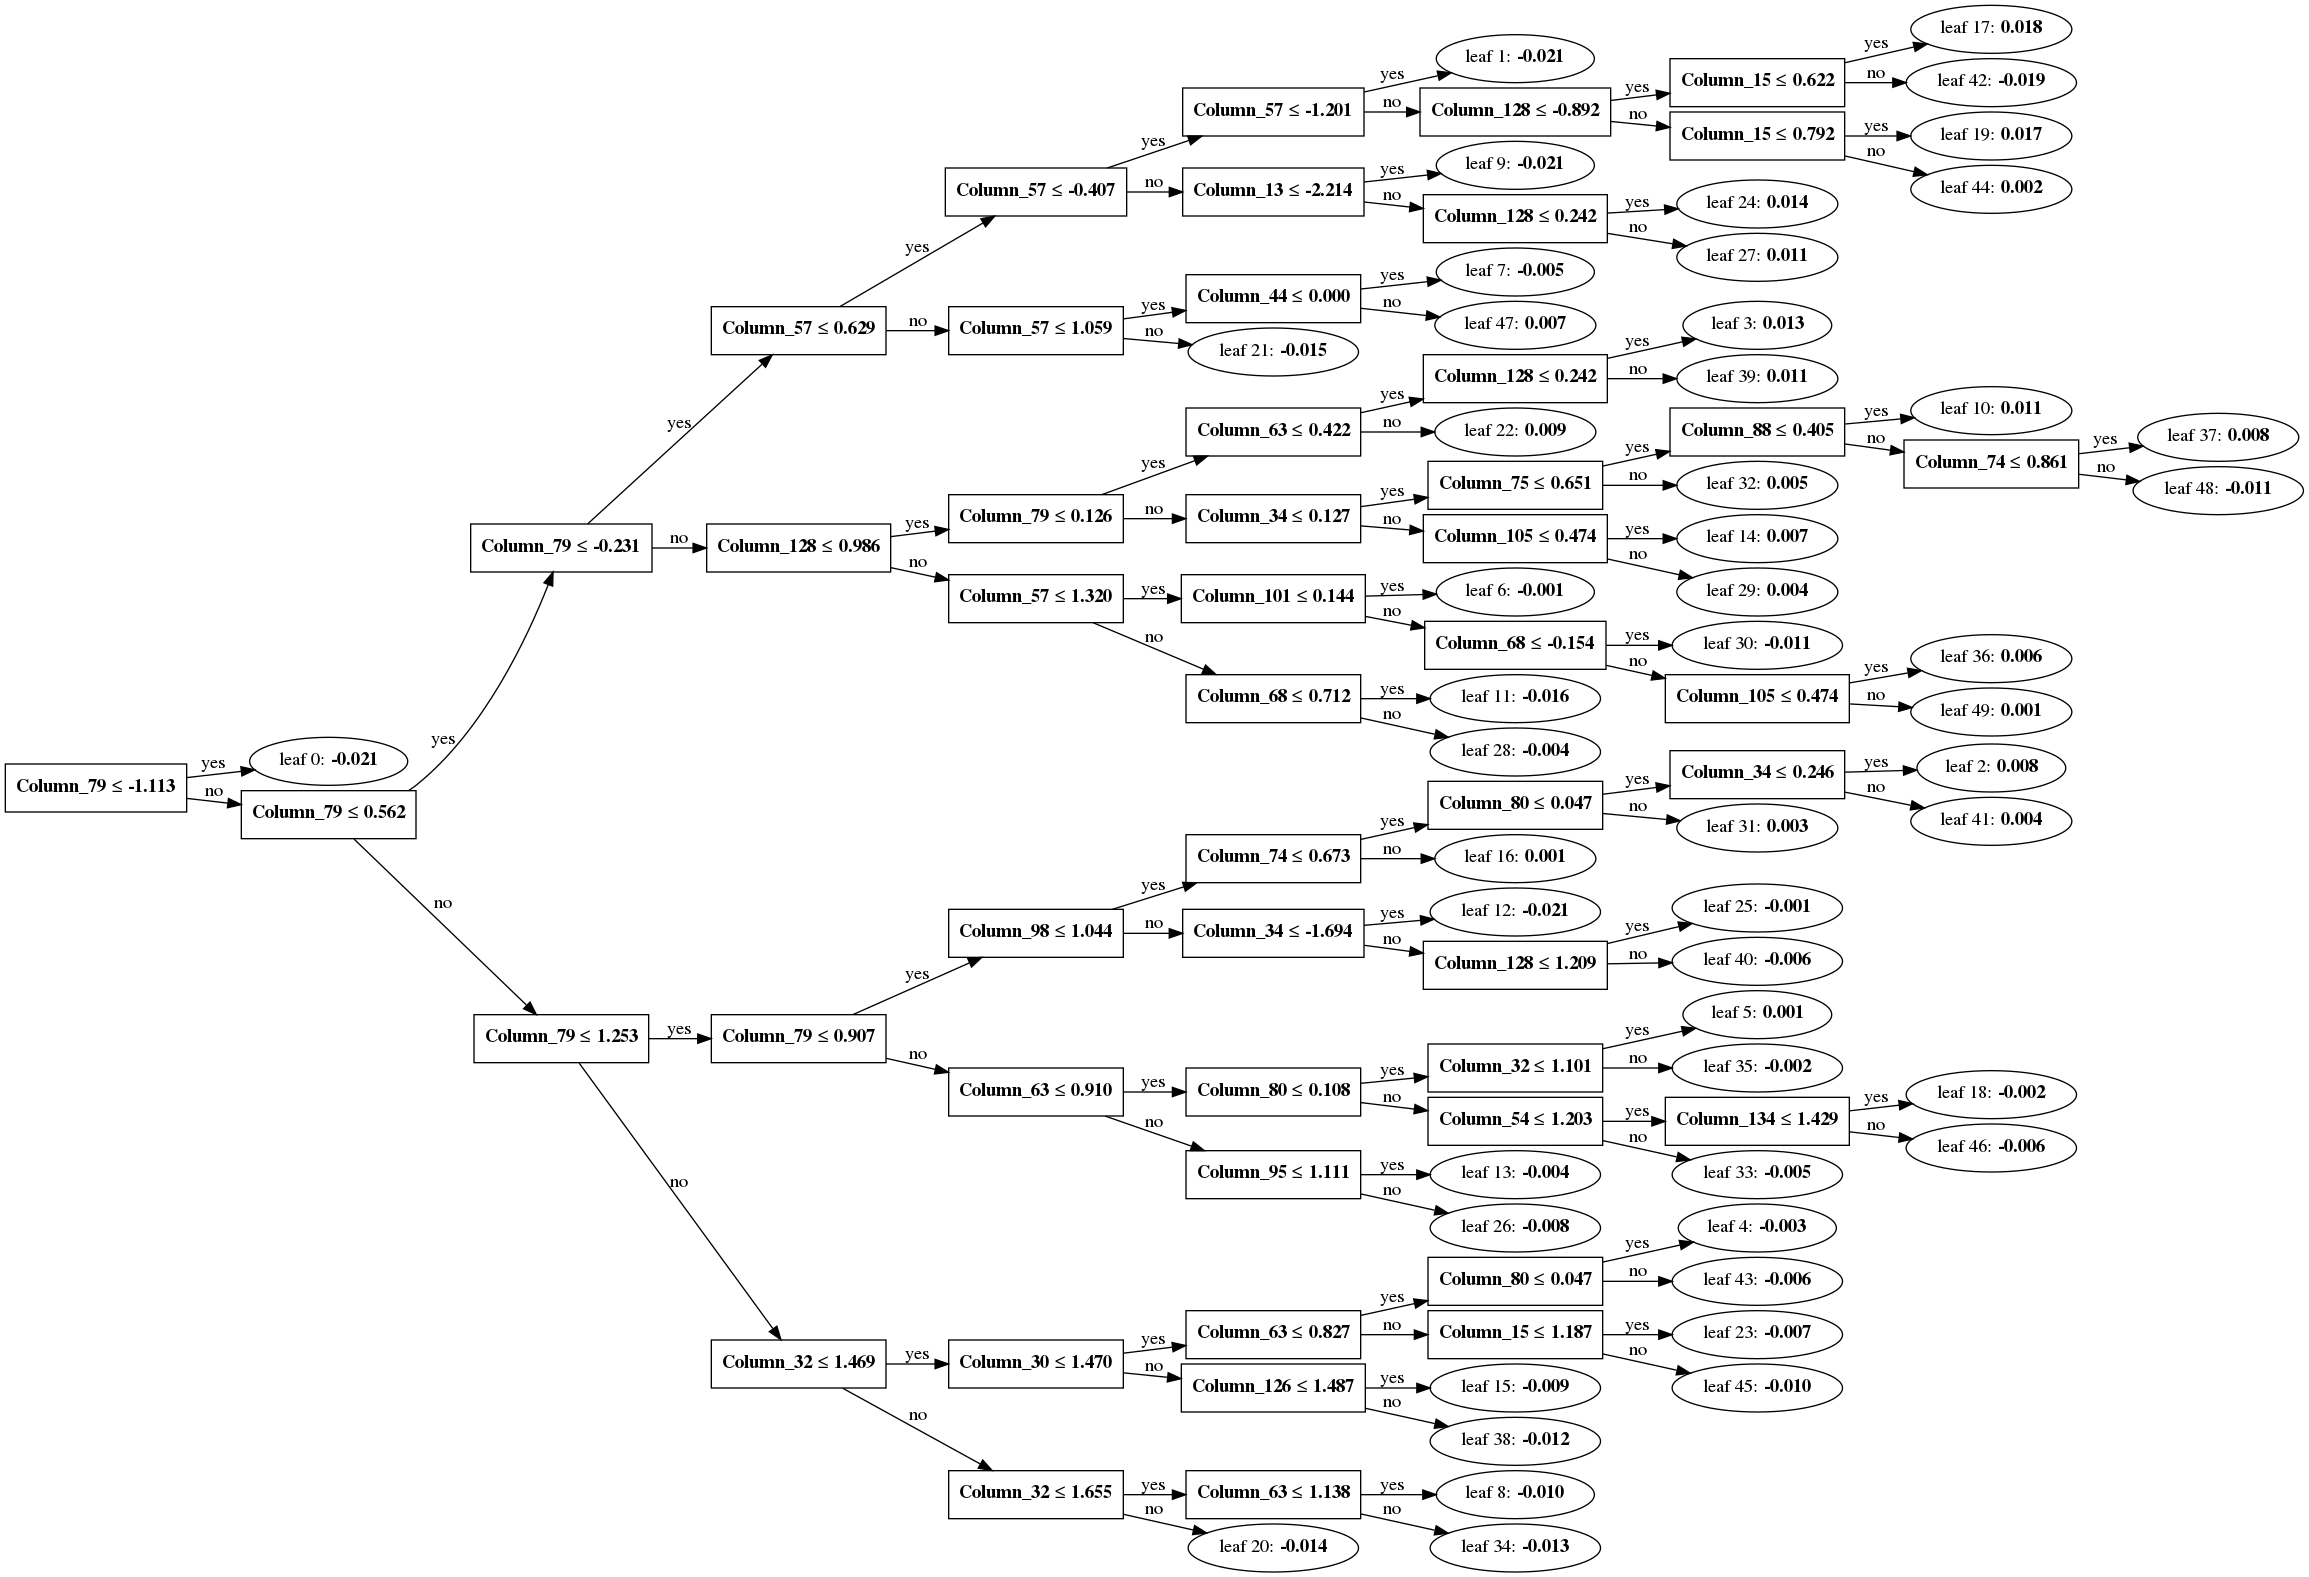 Column_79 ≤ -1.113
yes
leaf 0: -0.021
no
Column_79 ≤ 0.562
yes
Column_79 ≤ -0.231
yes
Column_57 ≤ 0.629
yes
Column_57 ≤ -0.407
yes
Column_57 ≤ -1.201
yes
leaf 1: -0.021
no
Column_128 ≤ -0.892
yes
Column_15 ≤ 0.622
yes
leaf 17: 0.018
no
leaf 42: -0.019
no
Column_15 ≤ 0.792
yes
leaf 19: 0.017
no
leaf 44: 0.002
no
Column_13 ≤ -2.214
yes
leaf 9: -0.021
no
Column_128 ≤ 0.242
yes
leaf 24: 0.014
no
leaf 27: 0.011
no
Column_57 ≤ 1.059
yes
Column_44 ≤ 0.000
yes
leaf 7: -0.005
no
leaf 47: 0.007
no
leaf 21: -0.015
no
Column_128 ≤ 0.986
yes
Column_79 ≤ 0.126
yes
Column_63 ≤ 0.422
yes
Column_128 ≤ 0.242
yes
leaf 3: 0.013
no
leaf 39: 0.011
no
leaf 22: 0.009
no
Column_34 ≤ 0.127
yes
Column_75 ≤ 0.651
yes
Column_88 ≤ 0.405
yes
leaf 10: 0.011
no
Column_74 ≤ 0.861
yes
leaf 37: 0.008
no
leaf 48: -0.011
no
leaf 32: 0.005
no
Column_105 ≤ 0.474
yes
leaf 14: 0.007
no
leaf 29: 0.004
no
Column_57 ≤ 1.320
yes
Column_101 ≤ 0.144
yes
leaf 6: -0.001
no
Column_68 ≤ -0.154
yes
leaf 30: -0.011
no
Column_105 ≤ 0.474
yes
leaf 36: 0.006
no
leaf 49: 0.001
no
Column_68 ≤ 0.712
yes
leaf 11: -0.016
no
leaf 28: -0.004
no
Column_79 ≤ 1.253
yes
Column_79 ≤ 0.907
yes
Column_98 ≤ 1.044
yes
Column_74 ≤ 0.673
yes
Column_80 ≤ 0.047
yes
Column_34 ≤ 0.246
yes
leaf 2: 0.008
no
leaf 41: 0.004
no
leaf 31: 0.003
no
leaf 16: 0.001
no
Column_34 ≤ -1.694
yes
leaf 12: -0.021
no
Column_128 ≤ 1.209
yes
leaf 25: -0.001
no
leaf 40: -0.006
no
Column_63 ≤ 0.910
yes
Column_80 ≤ 0.108
yes
Column_32 ≤ 1.101
yes
leaf 5: 0.001
no
leaf 35: -0.002
no
Column_54 ≤ 1.203
yes
Column_134 ≤ 1.429
yes
leaf 18: -0.002
no
leaf 46: -0.006
no
leaf 33: -0.005
no
Column_95 ≤ 1.111
yes
leaf 13: -0.004
no
leaf 26: -0.008
no
Column_32 ≤ 1.469
yes
Column_30 ≤ 1.470
yes
Column_63 ≤ 0.827
yes
Column_80 ≤ 0.047
yes
leaf 4: -0.003
no
leaf 43: -0.006
no
Column_15 ≤ 1.187
yes
leaf 23: -0.007
no
leaf 45: -0.010
no
Column_126 ≤ 1.487
yes
leaf 15: -0.009
no
leaf 38: -0.012
no
Column_32 ≤ 1.655
yes
Column_63 ≤ 1.138
yes
leaf 8: -0.010
no
leaf 34: -0.013
no
leaf 20: -0.014